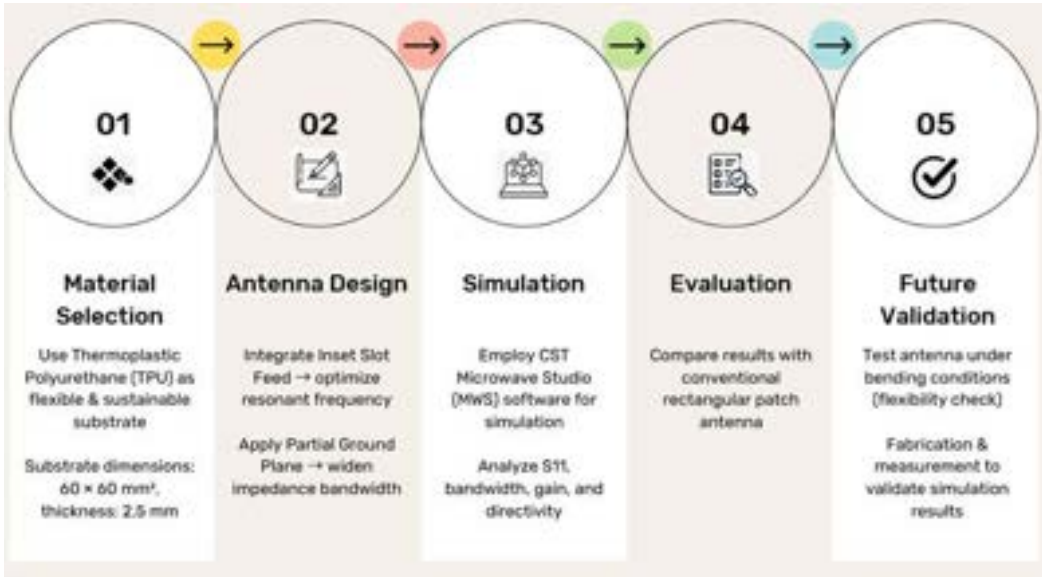 01
02
03
04
05
Material
Selection
Use Thermoplastic
Polyurethane (TPU) as
flexible & sustainable
substrate
Substrate dimensions:
60 × 60 mm²,
thickness: 2.5 mm
Antenna Design
Integrate Inset Slot
Feed → optimize
resonant frequency
Apply Partial Ground
Plane → widen
impedance bandwidth
Simulation
Employ CST
Microwave Studio
(MWS) software for
simulation
Analyze S11,
bandwidth, gain, and
directivity
Evaluation
Compare results with
conventional
rectangular patch
antenna
Future
Validation
Test antenna under
bending conditions
(flexibility check)
Fabrication &
measurement to
validate simulation
results